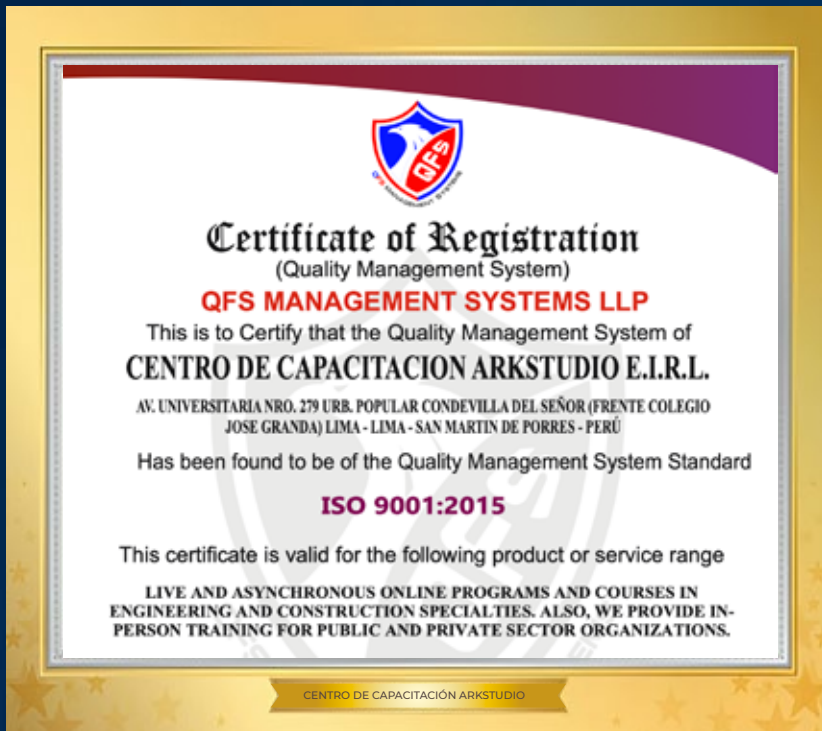 QFS
QFS MANAGEMENT SYSTEMS
Certificate of Registration
(Quality Management System)
QFS MANAGEMENT SYSTEMS LLP
This is to Certify that the Quality Management System of
CENTRO DE CAPACITACION ARKSTUDIO E.I.R.L.
AV. UNIVERSITARIA NRO. 279 URB. POPULAR CONDEVILLA DEL SEÑOR (FRENTE COLEGIO
JOSE GRANDA) LIMA - LIMA - SAN MARTIN DE PORRES - PERÚ
Has been found to be of the Quality Management System Standard
ISO 9001:2015
This certificate is valid for the following product or service range
LIVE AND ASYNCHRONOUS ONLINE PROGRAMS AND COURSES IN
ENGINEERING AND CONSTRUCTION SPECIALTIES. ALSO, WE PROVIDE IN-
PERSON TRAINING FOR PUBLIC AND PRIVATE SECTOR ORGANIZATIONS.
CENTRO DE CAPACITACIÓN ARKSTUDIO